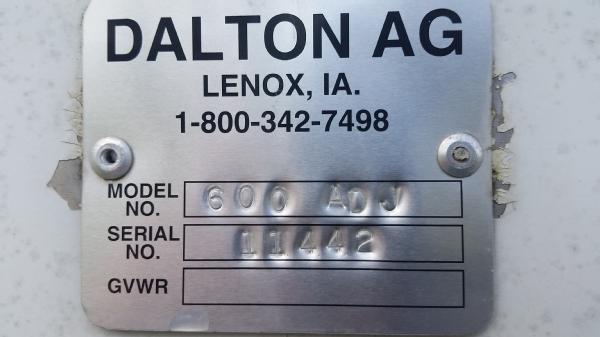 DALTON AG
LENOX, IA.
1-800-342-7498
MODEL NO. 600 ADJ
SERIAL NO. 11442
GVWR